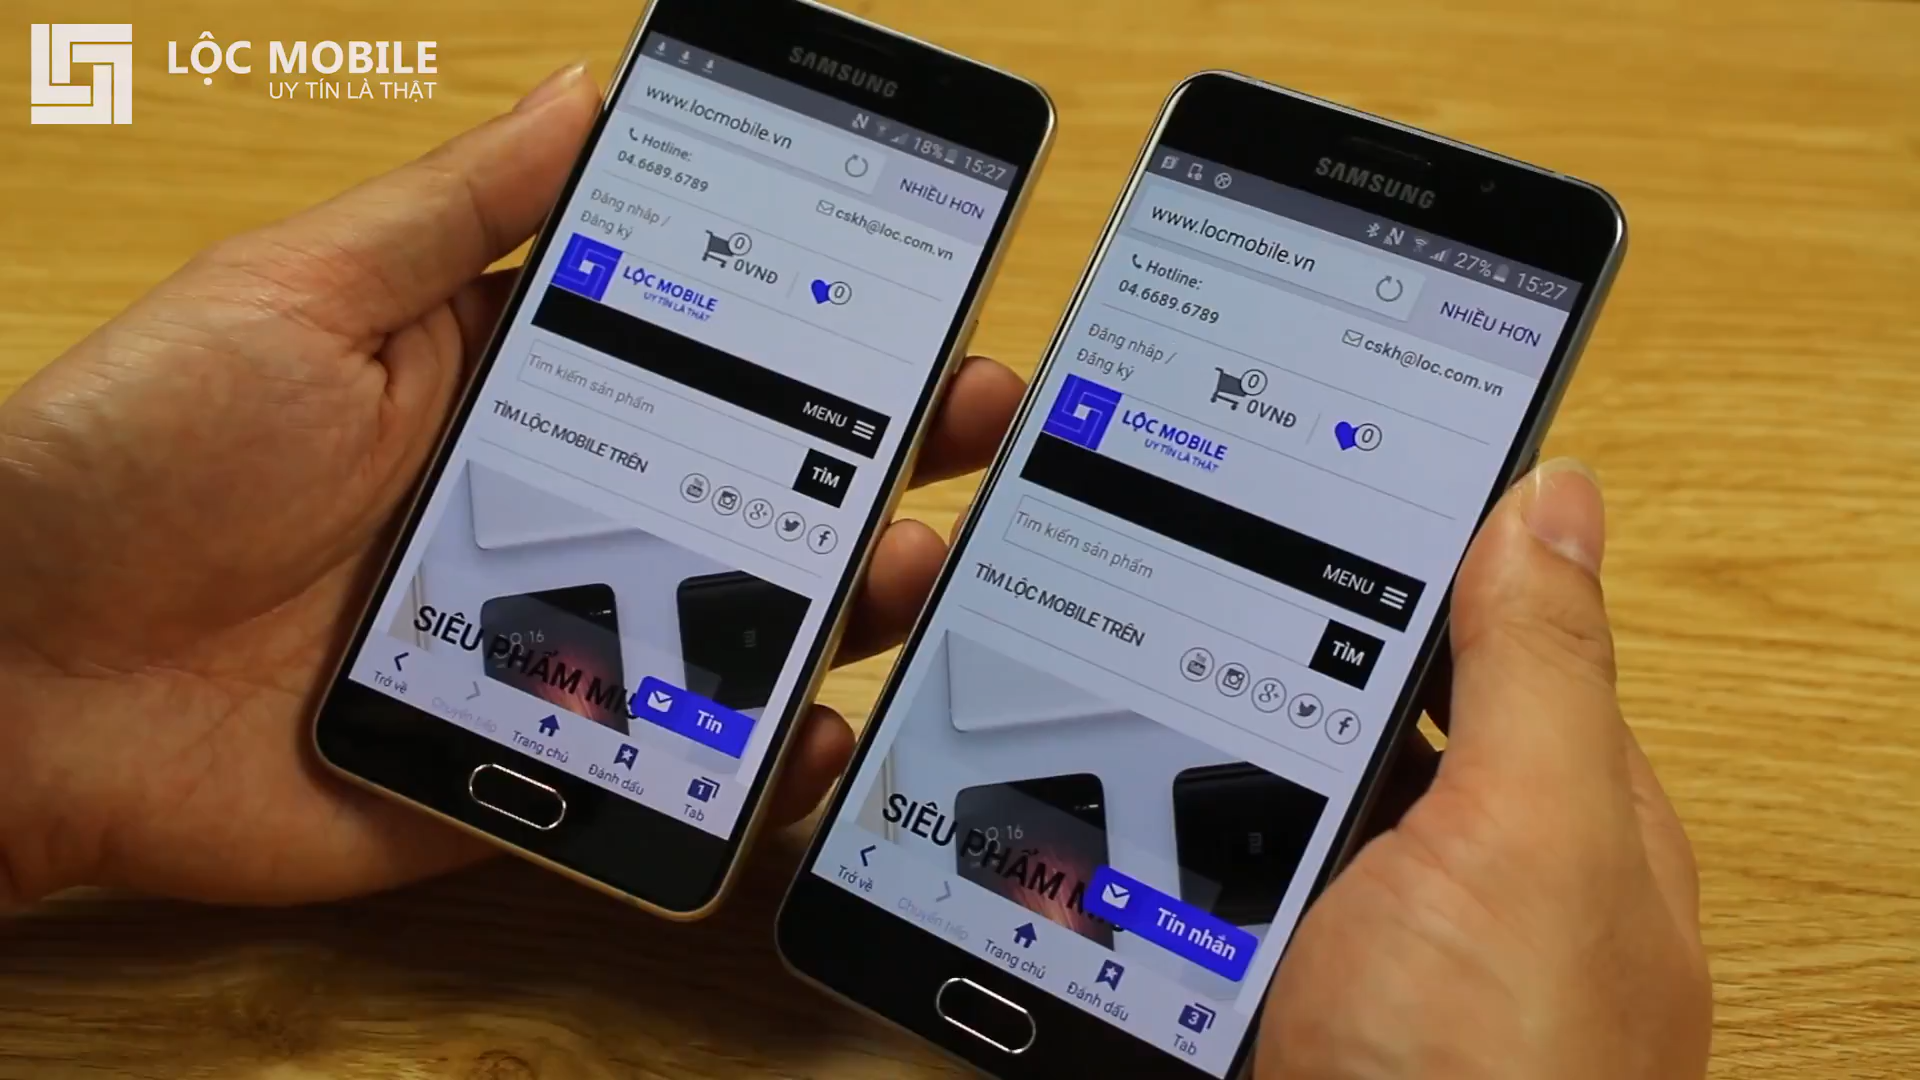 LỘC MOBILE
UY TÍN LÀ THẬT
SAMSUNG
18% 15:27
www.locmobile.vn
NHIỀU HƠN
Hotline:
04.6689.6789
cskh@loc.com.vn
Đăng nhập /
Đăng ký
0
0VNĐ
0
LỘC MOBILE
UY TÍN LÀ THẬT
MENU
Tìm kiếm sản phẩm
TÌM
TÌM LỘC MOBILE TRÊN
SIÊU PHẨM MIU
16
Tin
Trở về
Chuyển tiếp
Trang chủ
Đánh dấu
1
Tab
SAMSUNG
27% 15:27
www.locmobile.vn
NHIỀU HƠN
Hotline:
04.6689.6789
cskh@loc.com.vn
Đăng nhập /
Đăng ký
0
0VNĐ
0
LỘC MOBILE
UY TÍN LÀ THẬT
MENU
Tìm kiếm sản phẩm
TÌM
TÌM LỘC MOBILE TRÊN
SIÊU PHẨM
16
Tin nhắn
Trở về
Chuyển tiếp
Trang chủ
Đánh dấu
3
Tab